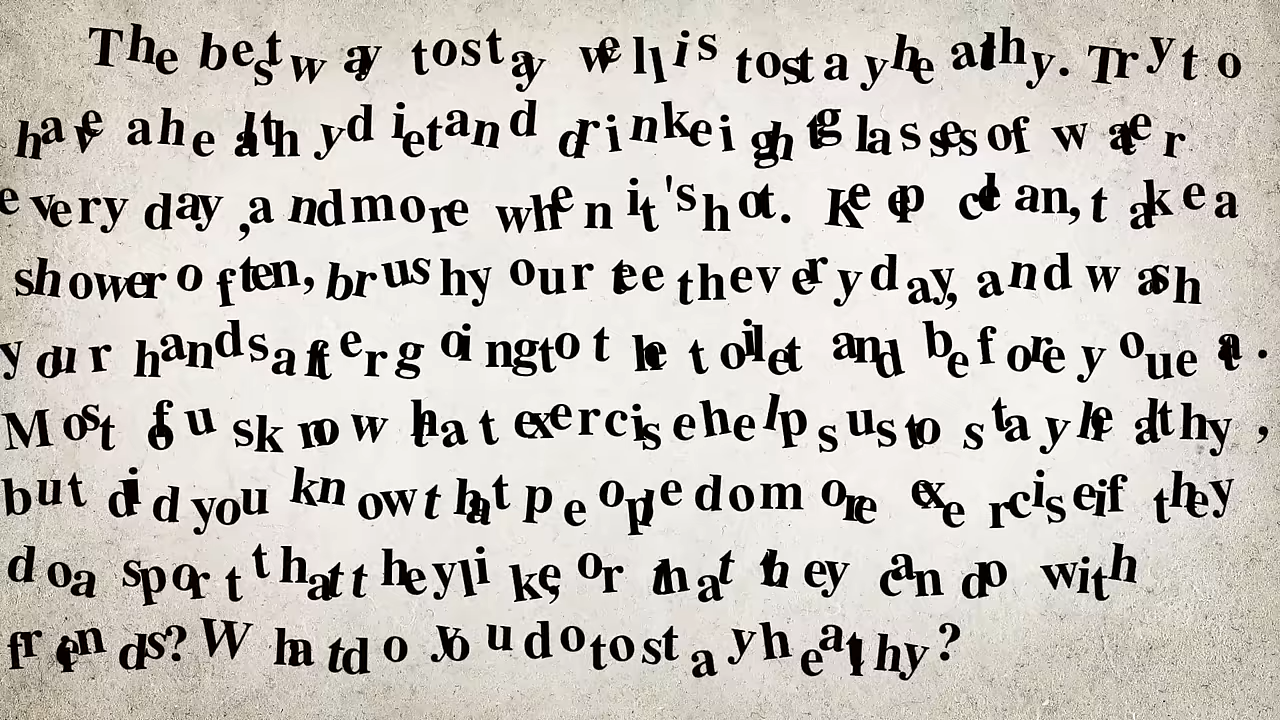 The best way to stay well is to stay healthy. Try to
have a healthy diet and drink eight glasses of water
every day, and more when it's hot. Keep clean, take a
shower often, brush your teeth every day, and wash
your hands after going to the toilet and before you eat.
Most of us know that exercise helps us to stay healthy,
but did you know that people do more exercise if they
do a sport that they like, or that they can do with
friends? What do you do to stay healthy?